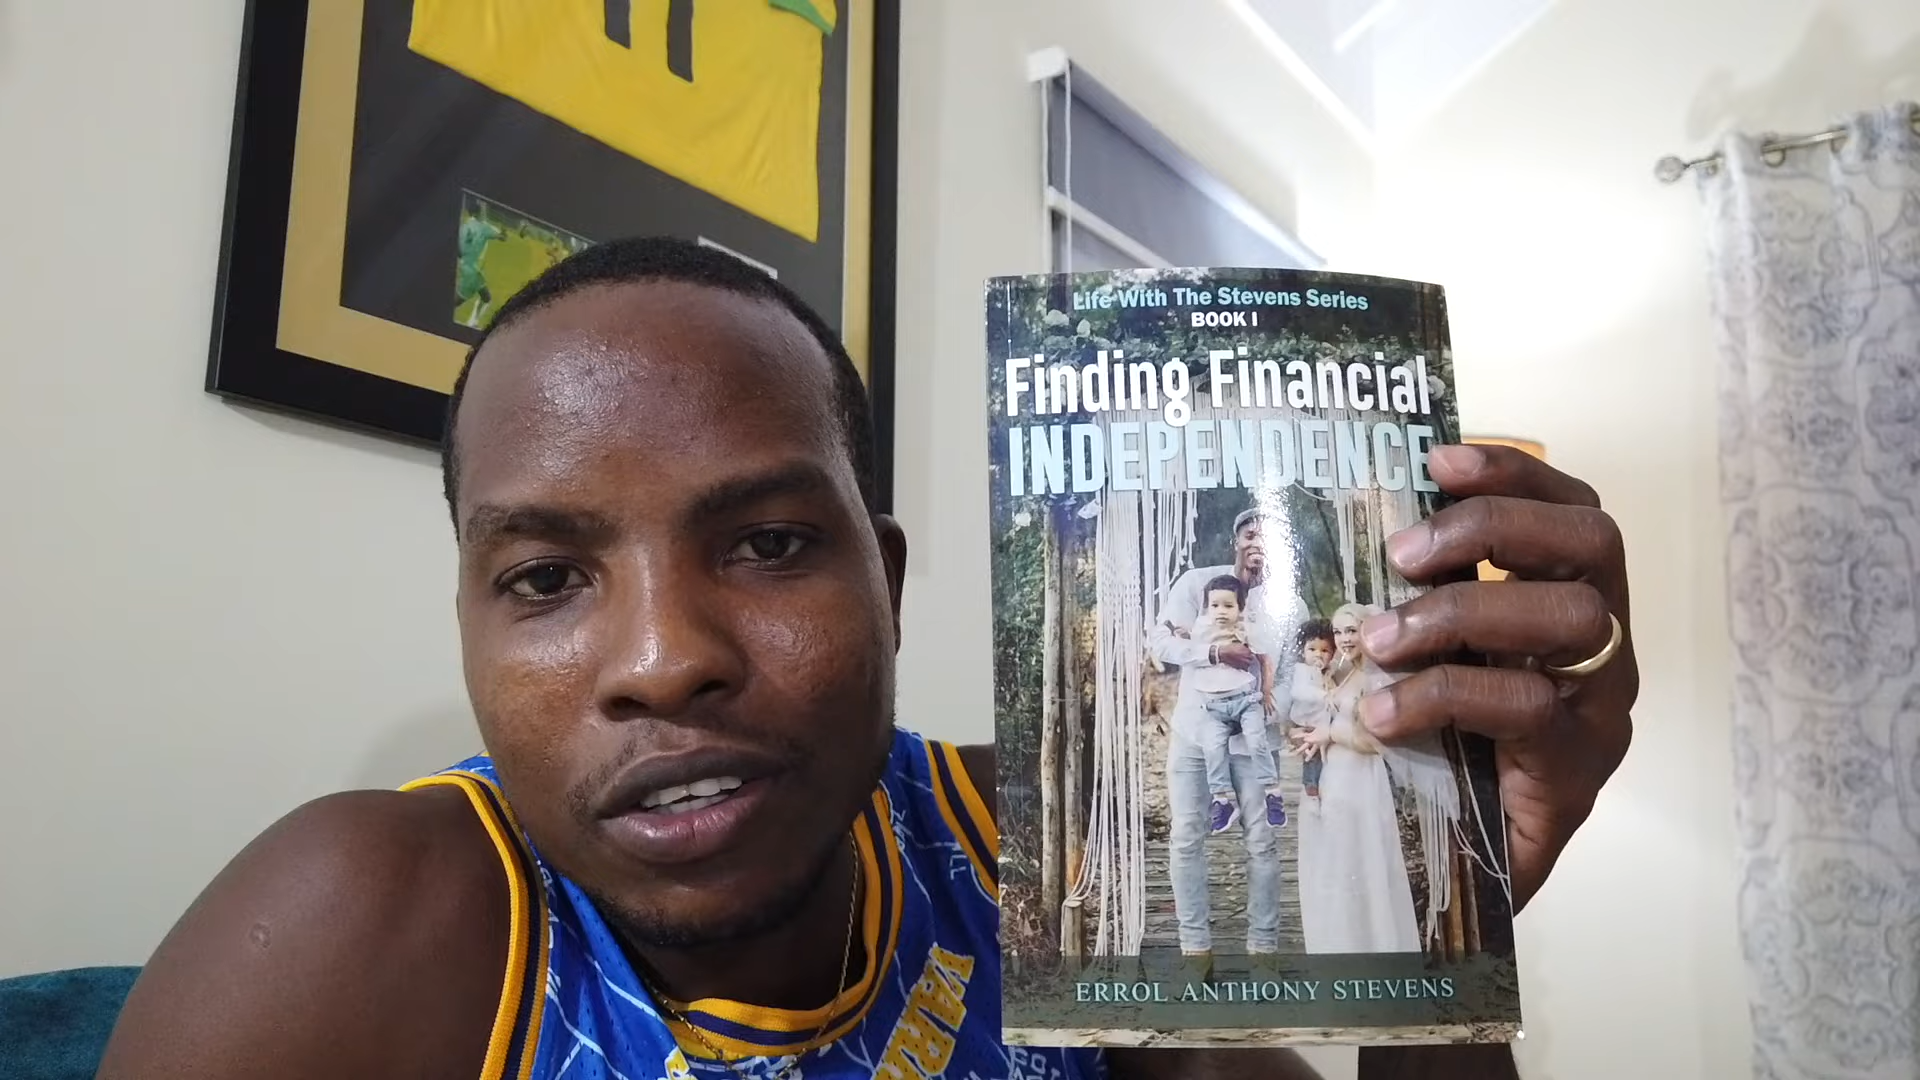 Life With The Stevens Series
BOOK I
Finding Financial
INDEPENDENCE
ERROL ANTHONY STEVENS